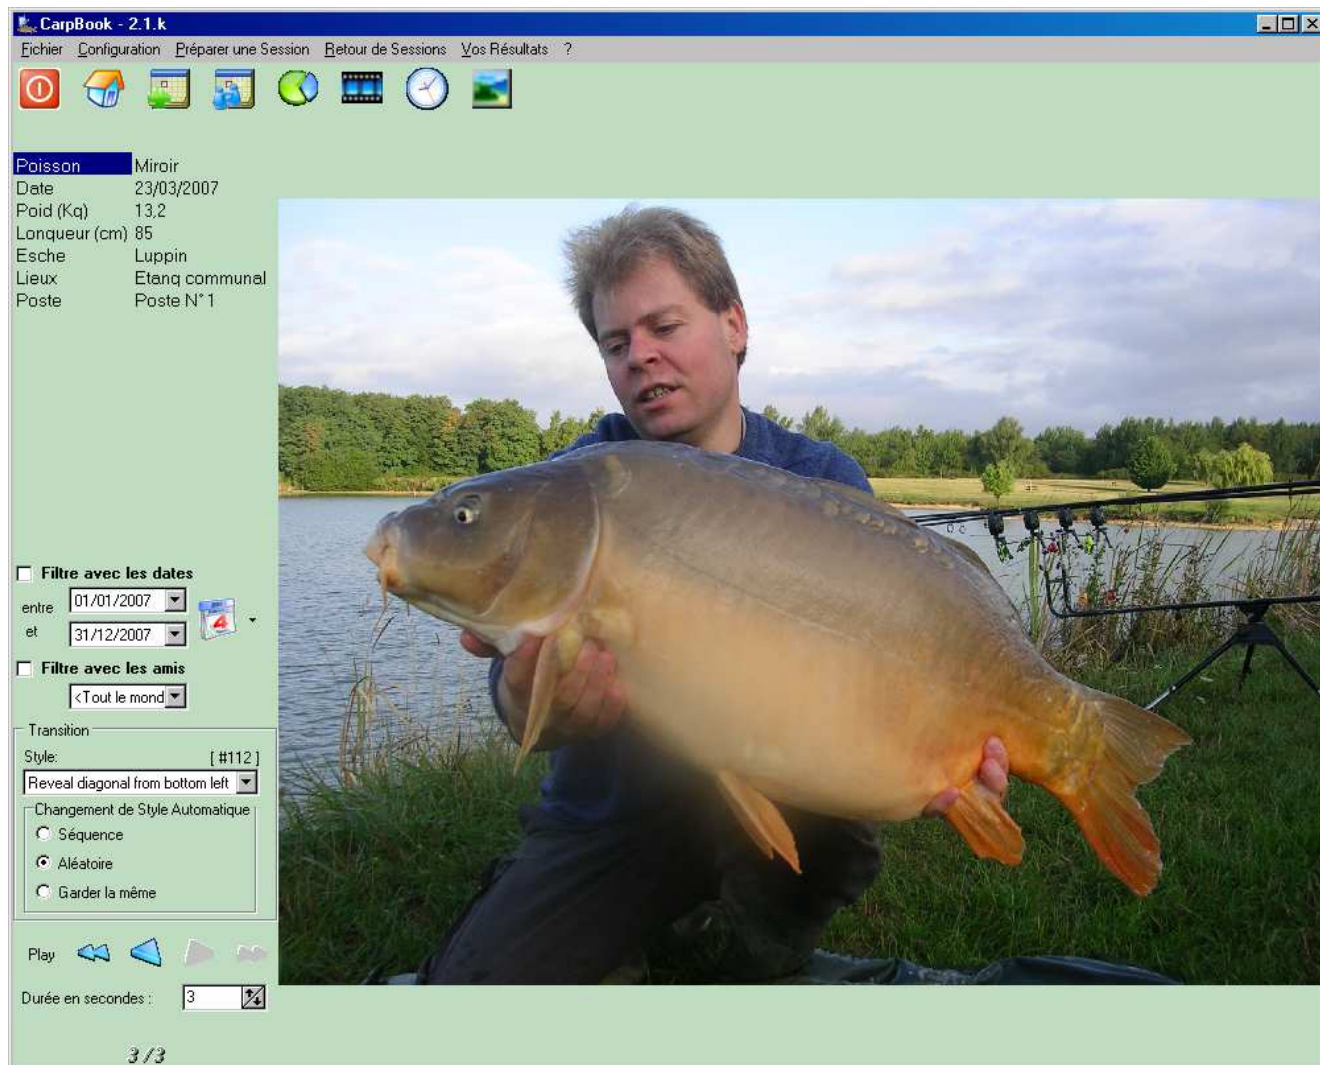 CarpBook - 2.1.k
Fichier Configuration Préparer une Session Retour de Sessions Vos Résultats ?
Poisson Miroir
Date 23/03/2007
Poid (Kg) 13,2
Longueur (cm) 85
Esche Luppin
Lieux Etang communal
Poste Poste N°1
Filtre avec les dates
entre 01/01/2007
4
et 31/12/2007
Filtre avec les amis
<Tout le mond
Transition
Style: [ #112 ]
Reveal diagonal from bottom left
Changement de Style Automatique
Séquence
Aléatoire
Garder la même
Play
Durée en secondes : 3
3 / 3